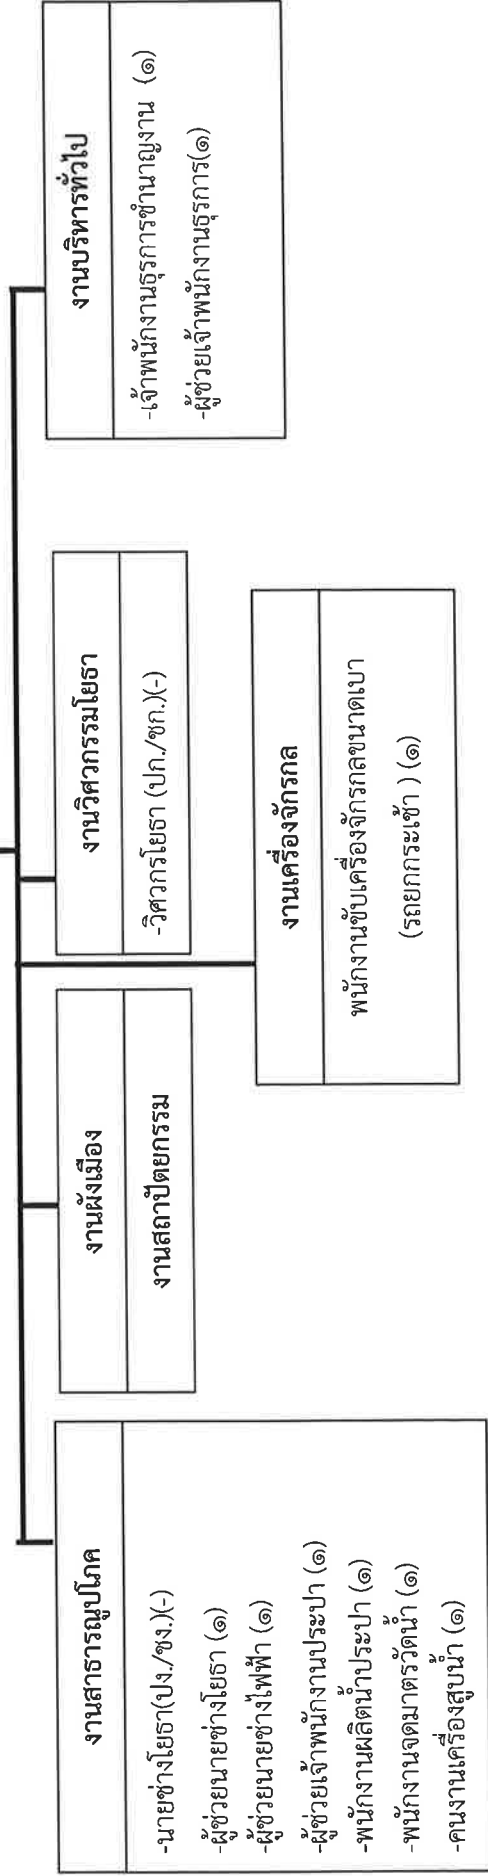 งานสาธารณูปโภค
-นายช่างโยธา(ปง./ชง.)(-)
-ผู้ช่วยนายช่างโยธา (๑)
-ผู้ช่วยนายช่างไฟฟ้า (๑)
-ผู้ช่วยเจ้าพนักงานประปา (๑)
-พนักงานผลิตน้ำประปา (๑)
-พนักงานจดมาตรวัดน้ำ (๑)
-คนงานเครื่องสูบน้ำ (๑)
งานผังเมือง
งานสถาปัตยกรรม
งานวิศวกรรมโยธา
-วิศวกรโยธา (ปก./ชก.)(-)
งานเครื่องจักรกล
พนักงานขับเครื่องจักรกลขนาดเบา
(รถยกกระเช้า ) (๑)
งานบริหารทั่วไป
-เจ้าพนักงานธุรการชำนาญงาน (๑)
-ผู้ช่วยเจ้าพนักงานธุรการ(๑)